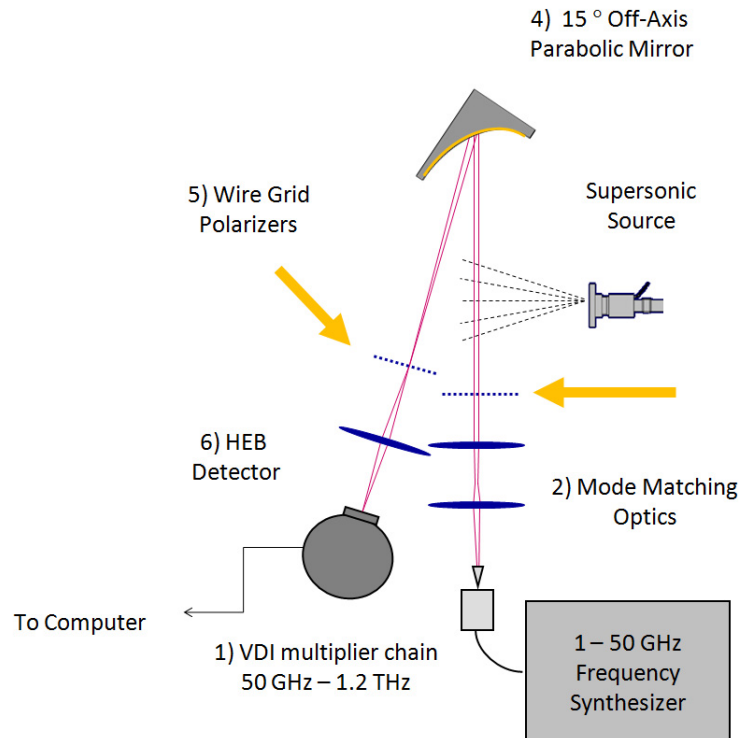 4) 15 ° Off-Axis
Parabolic Mirror
5) Wire Grid
Polarizers
Supersonic
Source
6) HEB
Detector
2) Mode Matching
Optics
To Computer
1) VDI multiplier chain
50 GHz – 1.2 THz
1 – 50 GHz
Frequency
Synthesizer